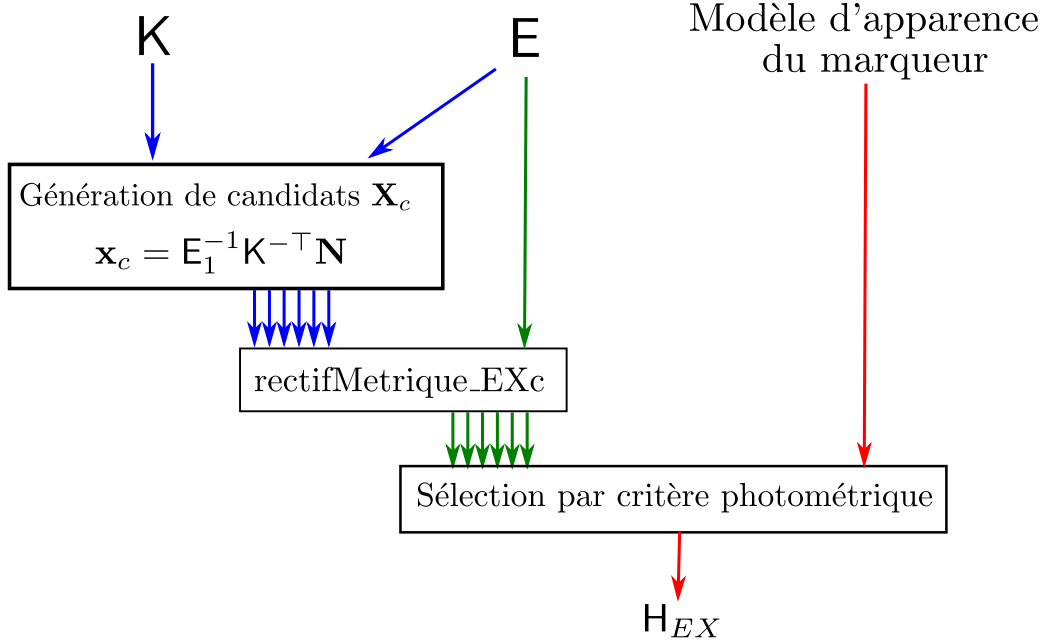 K
E
Modèle d'apparence
du marqueur
Génération de candidats X_c
x_c = E_1^{-1}K^{-⊤}N
rectifMetrique_EXc
Sélection par critère photométrique
H_{EX}